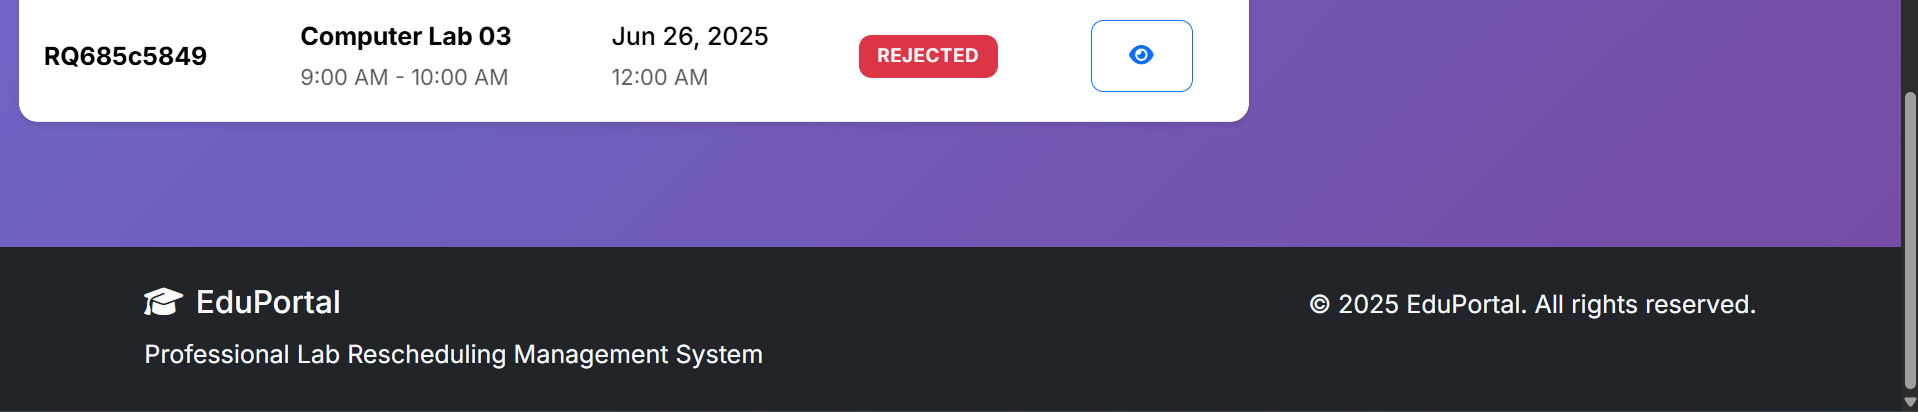 RQ685c5849
Computer Lab 03
9:00 AM - 10:00 AM
Jun 26, 2025
12:00 AM
REJECTED
EduPortal
Professional Lab Rescheduling Management System
© 2025 EduPortal. All rights reserved.